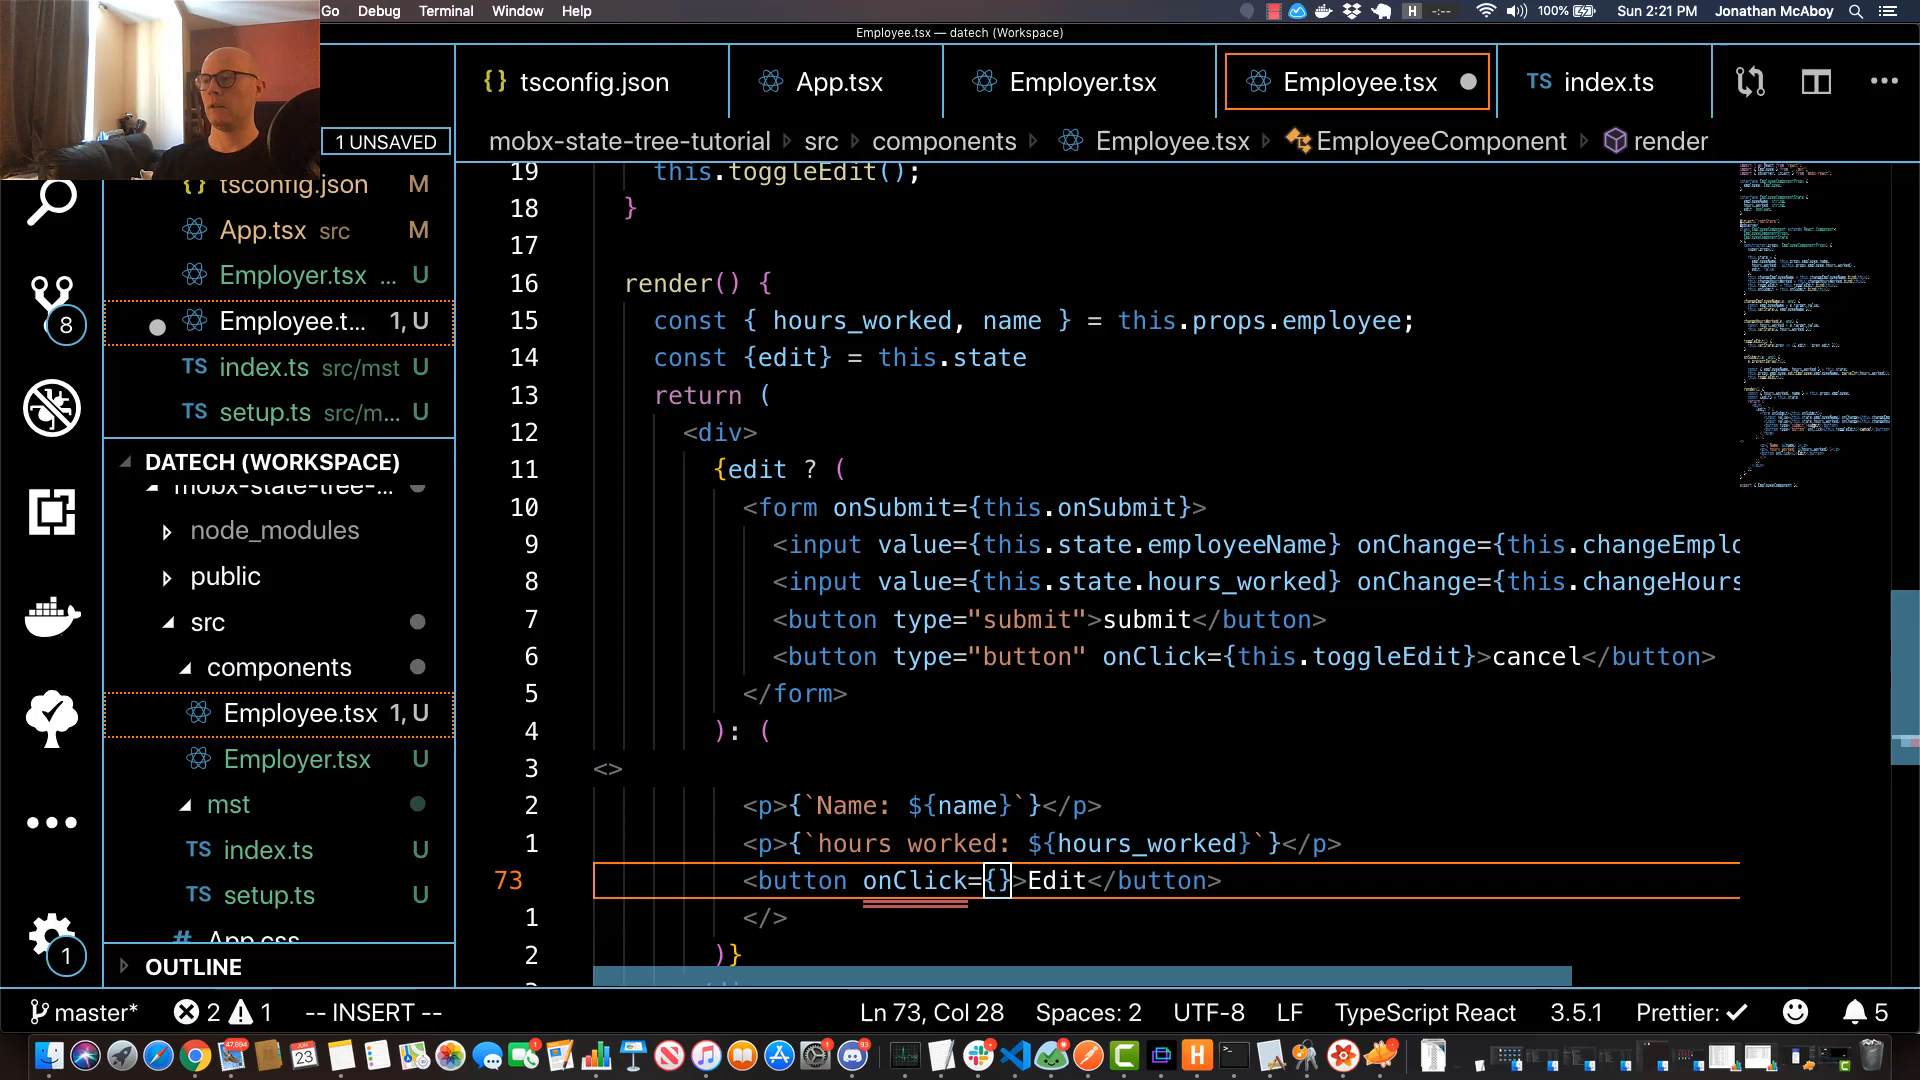 Go Debug Terminal Window Help
H -:-- 100% Sun 2:21 PM Jonathan McAboy
Employee.tsx — datech (Workspace)
{} tsconfig.json App.tsx Employer.tsx Employee.tsx TS index.ts
1 UNSAVED
mobx-state-tree-tutorial src components Employee.tsx EmployeeComponent render
{} tsconfig.json M
App.tsx src M
Employer.tsx ... U
Employee.t... 1, U
TS index.ts src/mst U
TS setup.ts src/m... U
8
DATECH (WORKSPACE)
mobx-state-tree-...
node_modules
public
src
components
Employee.tsx 1, U
Employer.tsx U
mst
TS index.ts U
TS setup.ts U
# App.css
1
OUTLINE
19 this.toggleEdit();
18 }
17
16 render() {
15 const { hours_worked, name } = this.props.employee;
14 const {edit} = this.state
13 return (
12 <div>
11 {edit ? (
10 <form onSubmit={this.onSubmit}>
9 <input value={this.state.employeeName} onChange={this.changeEmplo
8 <input value={this.state.hours_worked} onChange={this.changeHours
7 <button type="submit">submit</button>
6 <button type="button" onClick={this.toggleEdit}>cancel</button>
5 </form>
4 ): (
3 <>
2 <p>{`Name: ${name}`}</p>
1 <p>{`hours worked: ${hours_worked}`}</p>
73 <button onClick={}>Edit</button>
1 </>
2 )}
master* 2 1 -- INSERT -- Ln 73, Col 28 Spaces: 2 UTF-8 LF TypeScript React 3.5.1 Prettier: 5